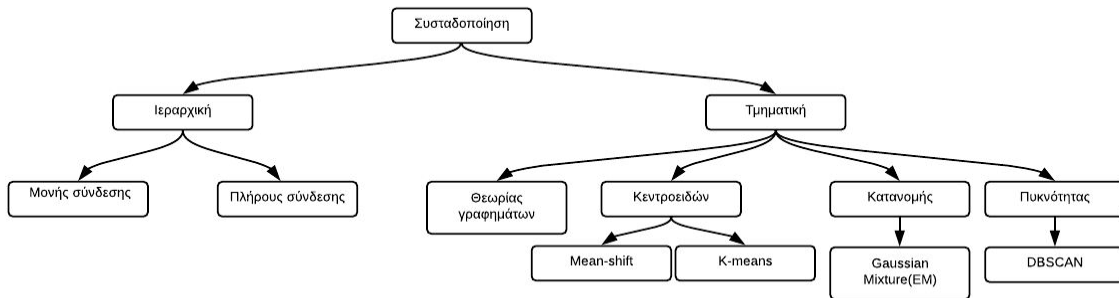 Συσταδοποίηση
Ιεραρχική
Τμηματική
Μονής σύνδεσης
Πλήρους σύνδεσης
Θεωρίας
γραφημάτων
Κεντροειδών
Κατανομής
Πυκνότητας
Mean-shift
K-means
Gaussian
Mixture(EM)
DBSCAN